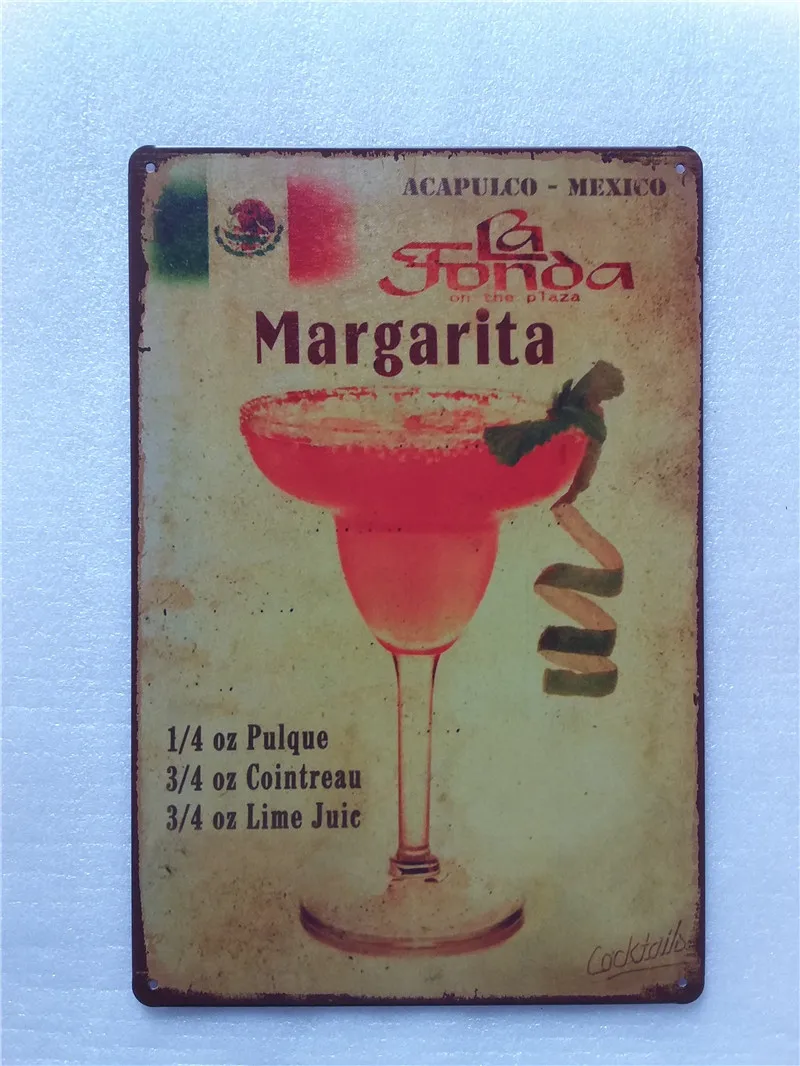 ACAPULCO - MEXICO
La
Fonda
on the plaza
Margarita
1/4 oz Pulque
3/4 oz Cointreau
3/4 oz Lime Juic
Cocktails